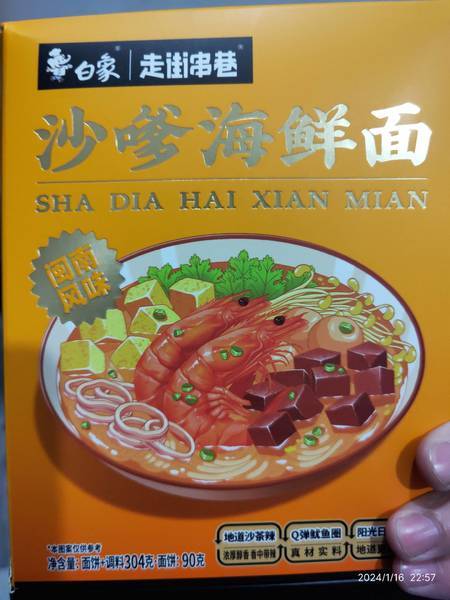 白象® | 走街串巷®
沙嗲海鲜面
SHA DIA HAI XIAN MIAN
闽南
风味
地道沙茶辣 Q弹鱿鱼圈 阳光日
浓厚醇香 香中带辣 真材实料 地道
*本图案仅供参考
净含量: 面饼+调料304克 面饼: 90克
2024/1/16 22:57